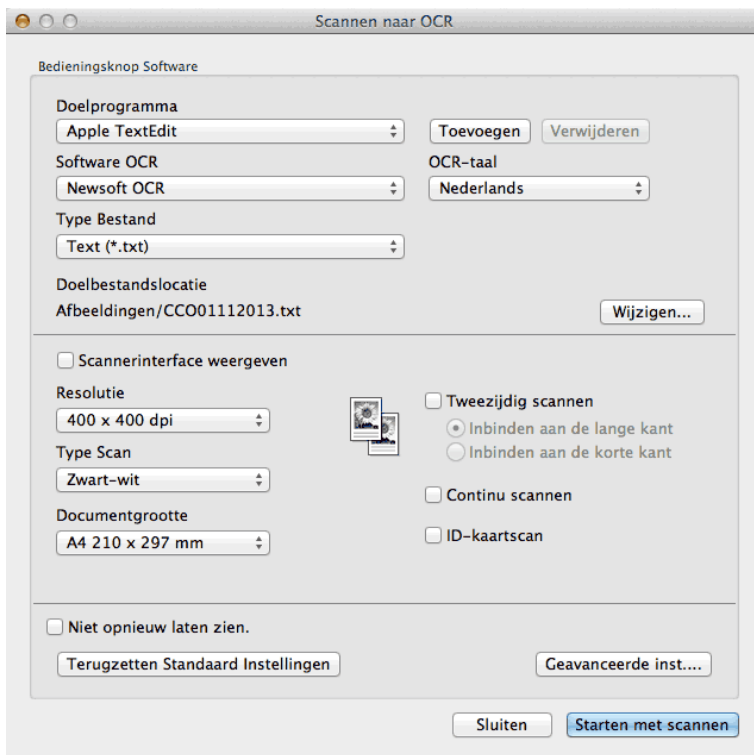 Scannen naar OCR
Bedieningsknop Software
Doelprogramma
Apple TextEdit
Toevoegen
Verwijderen
Software OCR
OCR-taal
Newsoft OCR
Nederlands
Type Bestand
Text (*.txt)
Doelbestandslocatie
Afbeeldingen/CCO01112013.txt
Wijzigen...
Scannerinterface weergeven
Resolutie
400 x 400 dpi
Type Scan
Zwart-wit
Documentgrootte
A4 210 x 297 mm
Tweezijdig scannen
Inbinden aan de lange kant
Inbinden aan de korte kant
Continu scannen
ID-kaartscan
Niet opnieuw laten zien.
Terugzetten Standaard Instellingen
Geavanceerde inst....
Sluiten
Starten met scannen